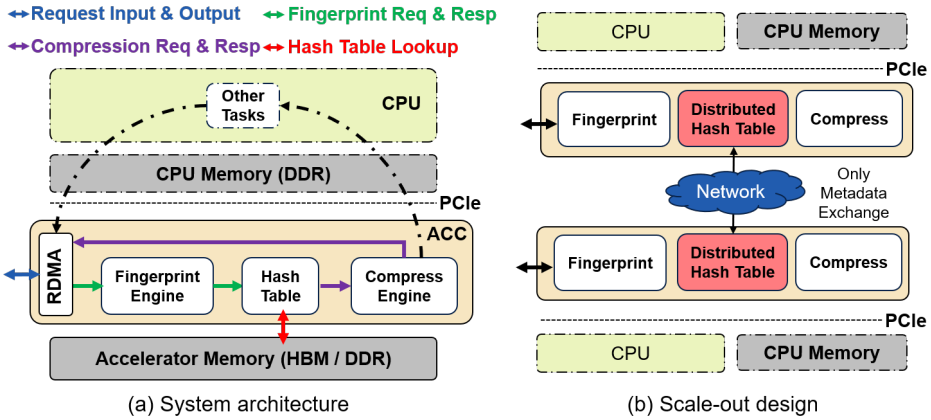 Request Input & Output
Fingerprint Req & Resp
Compression Req & Resp
Hash Table Lookup
CPU
Other
Tasks
CPU Memory (DDR)
PCIe
ACC
RDMA
Fingerprint
Engine
Hash
Table
Compress
Engine
Accelerator Memory (HBM / DDR)
(a) System architecture
CPU
CPU Memory
PCIe
Fingerprint
Distributed
Hash Table
Compress
Network
Only
Metadata
Exchange
Fingerprint
Distributed
Hash Table
Compress
PCIe
CPU
CPU Memory
(b) Scale-out design